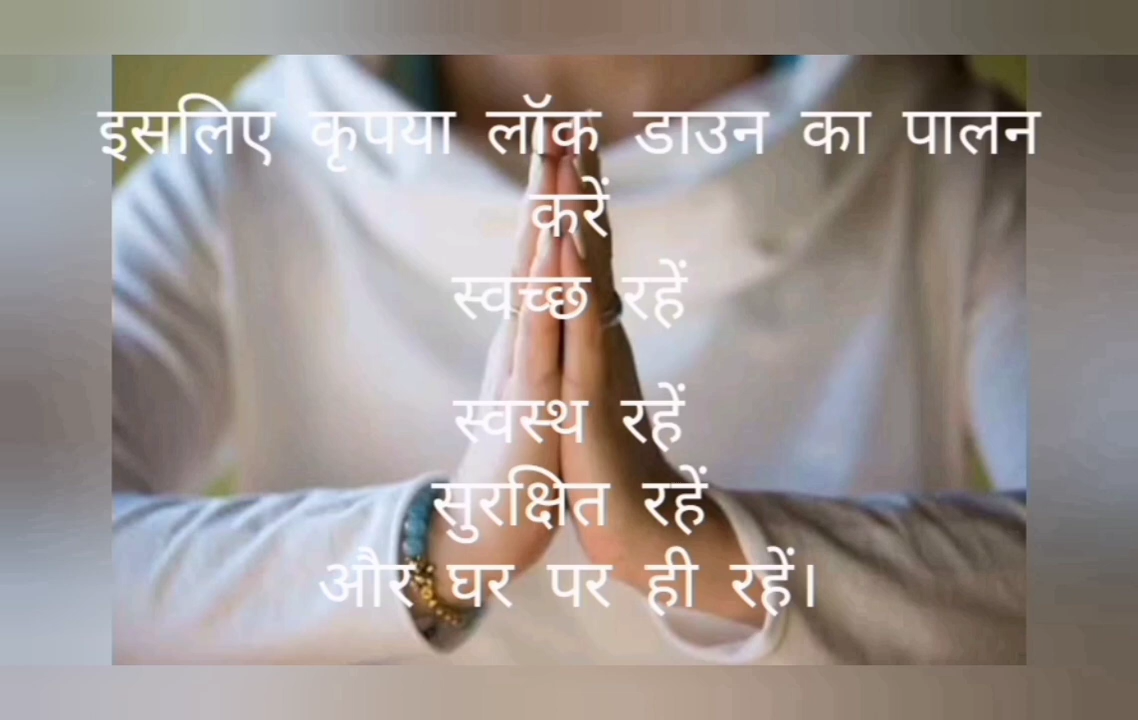 इसलिए कृपया लॉक डाउन का पालन
करें
स्वच्छ रहें
स्वस्थ रहें
सुरक्षित रहें
और घर पर ही रहें।